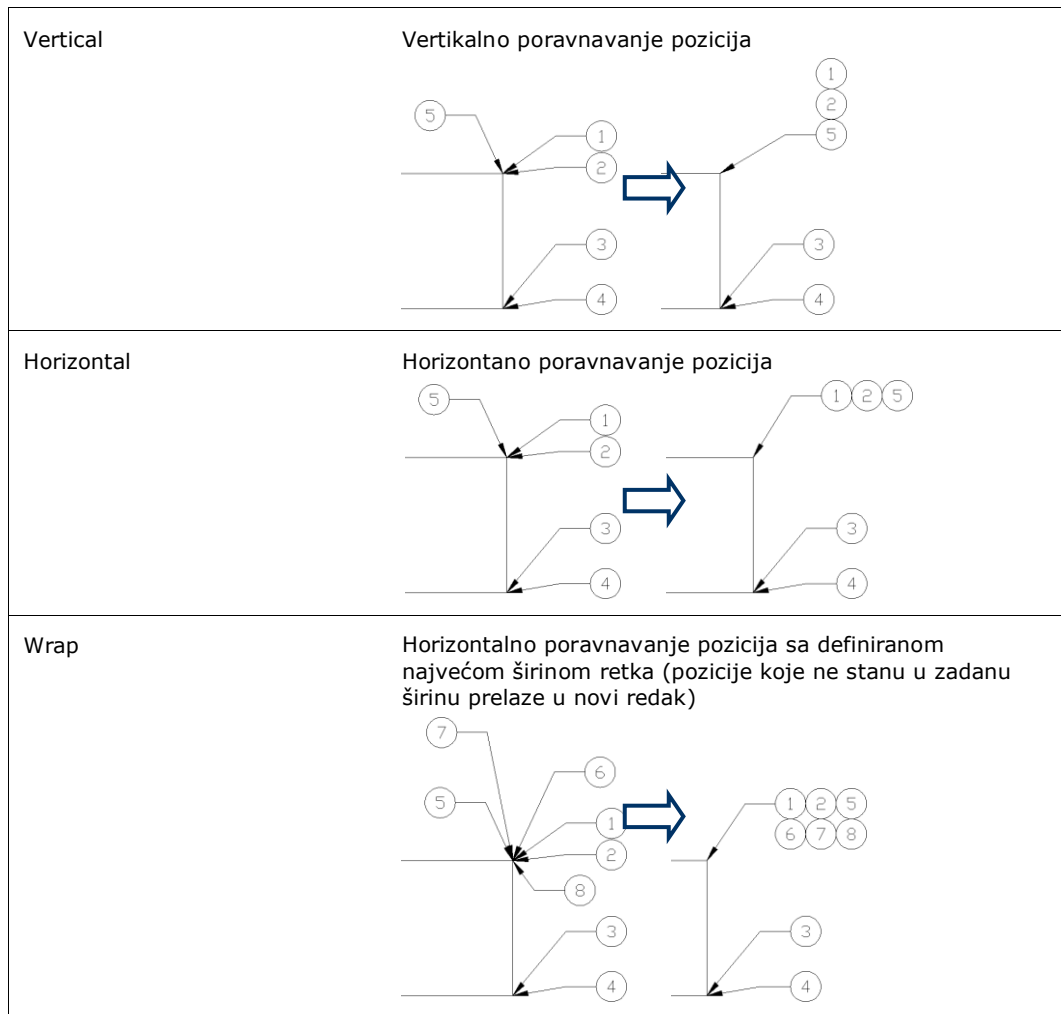 Vertical
Vertikalno poravnavanje pozicija
1
2
5
5
1
2
3
4
3
4
Horizontal
Horizontano poravnavanje pozicija
5
1
2
1 2 5
3
4
3
4
Wrap
Horizontalno poravnavanje pozicija sa definiranom
najvećom širinom retka (pozicije koje ne stanu u zadanu
širinu prelaze u novi redak)
7
6
5
1
2
8
1 2 5
6 7 8
3
4
3
4